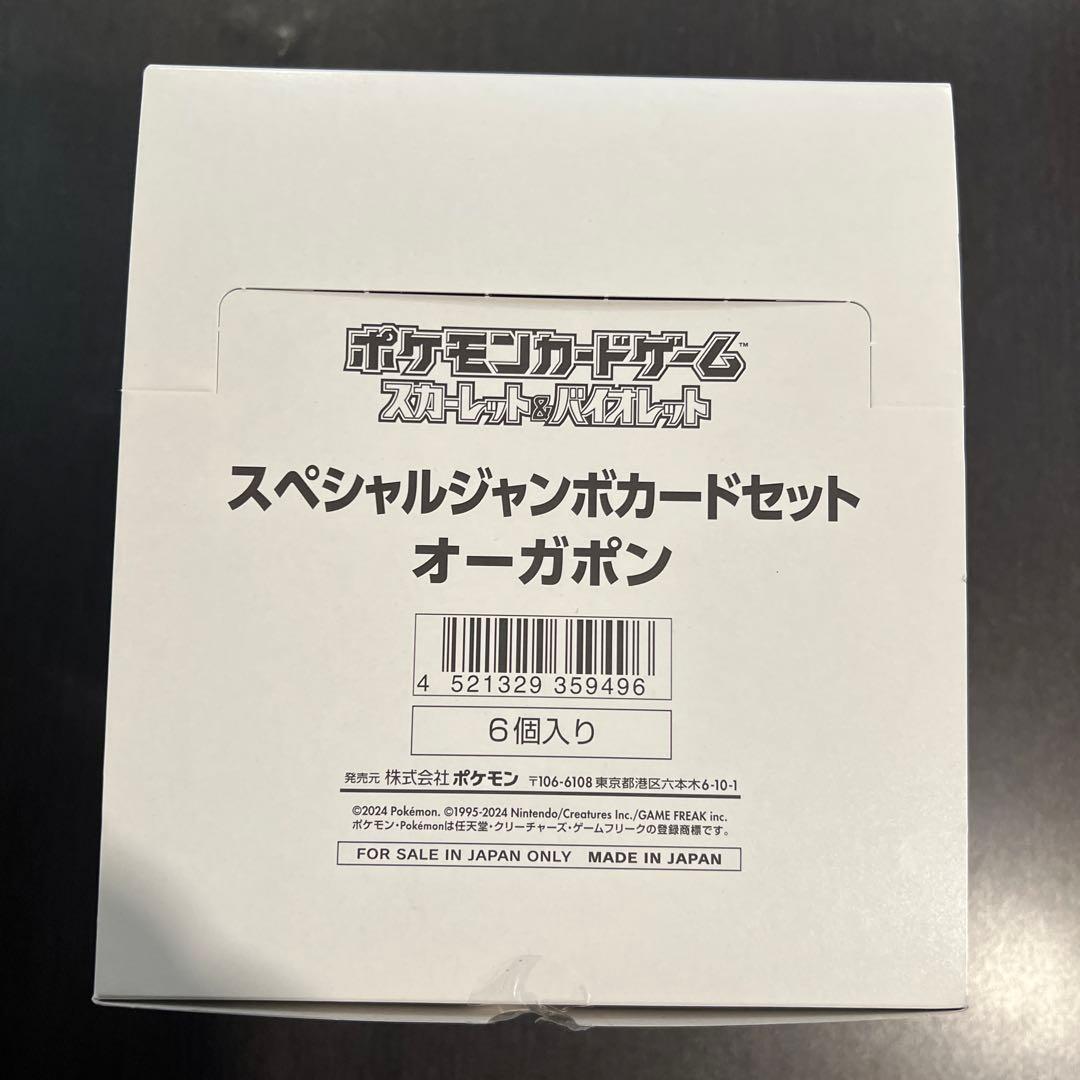 ポケモンカードゲーム™
スカーレット&バイオレット
スペシャルジャンボカードセット
オーガポン
4 521329 359496
6個入り
発売元 株式会社ポケモン 〒106-6108 東京都港区六本木6-10-1
©2024 Pokémon. ©1995-2024 Nintendo/Creatures Inc./GAME FREAK inc.
ポケモン・Pokémonは任天堂・クリーチャーズ・ゲームフリークの登録商標です。
FOR SALE IN JAPAN ONLY MADE IN JAPAN